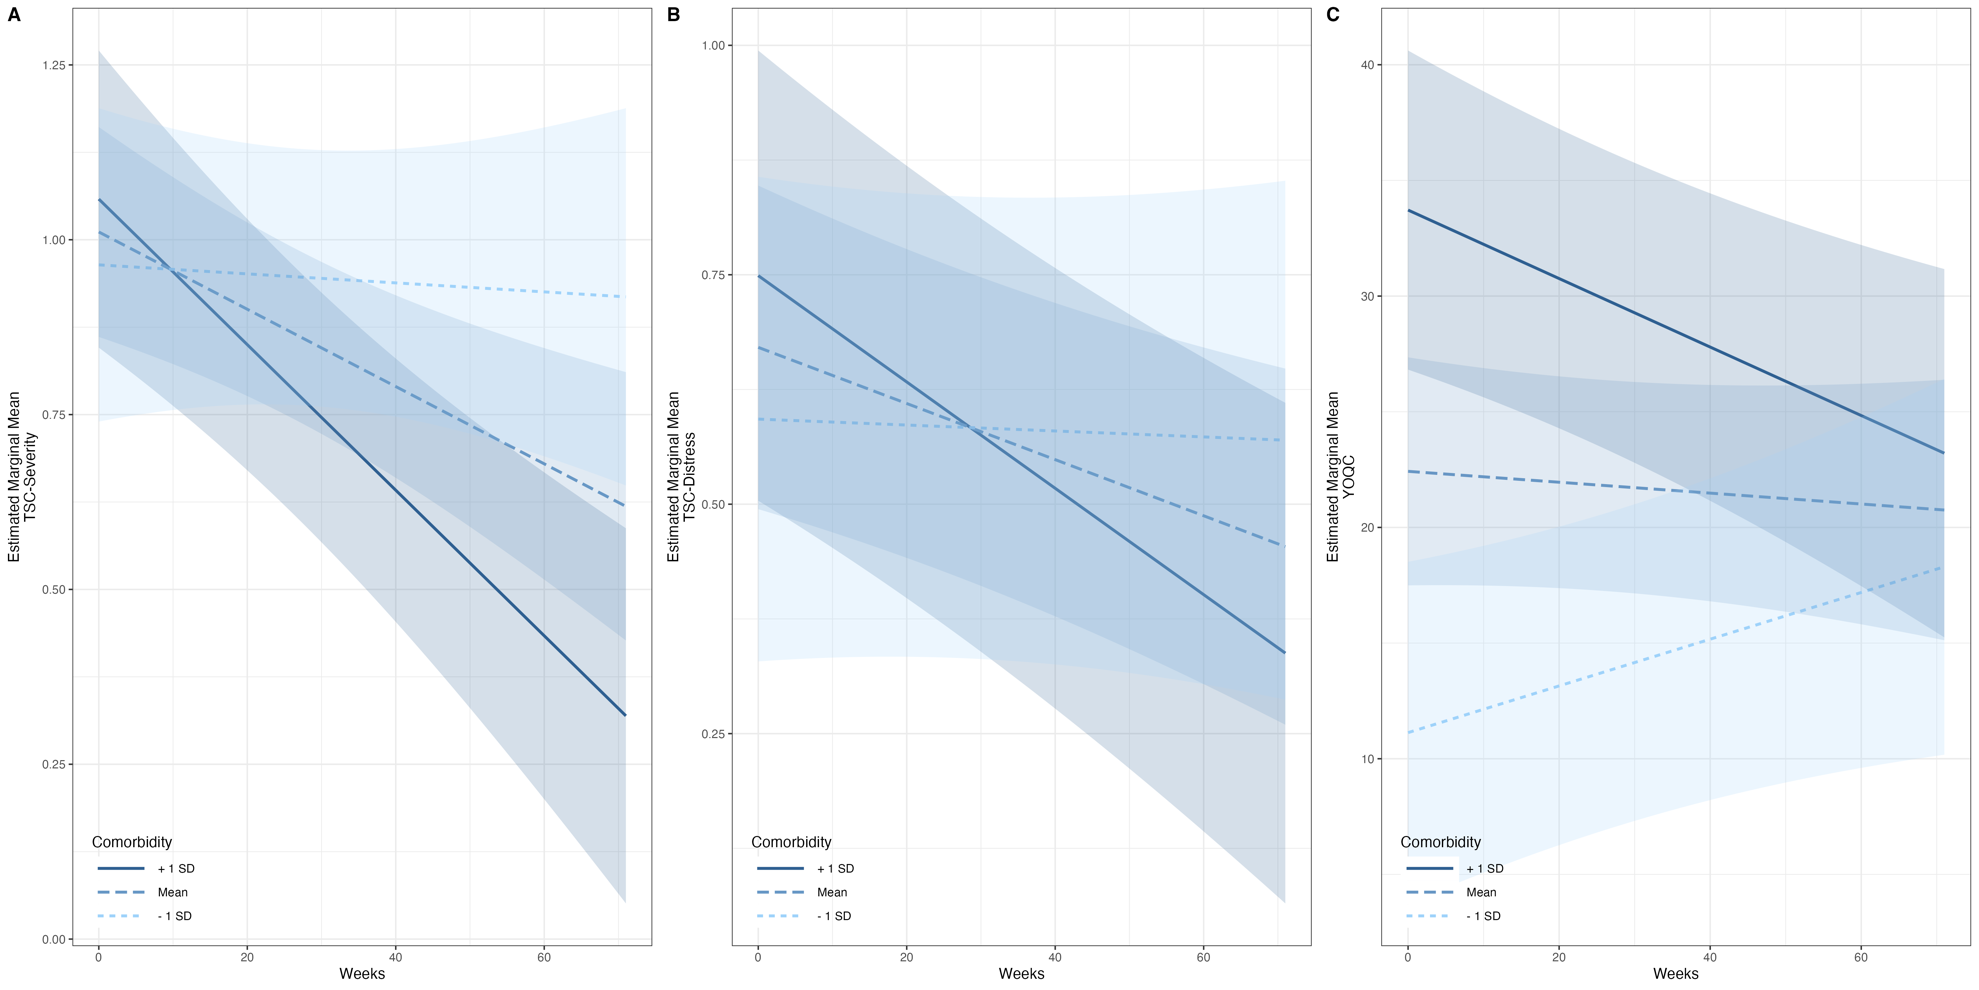 A
Estimated Marginal Mean
TSC-Severity
1.25
1.00
0.75
0.50
0.25
0.00
Comorbidity
+ 1 SD
Mean
- 1 SD
0
20
40
60
Weeks
B
Estimated Marginal Mean
TSC-Distress
1.00
0.75
0.50
0.25
Comorbidity
+ 1 SD
Mean
- 1 SD
0
20
40
60
Weeks
C
Estimated Marginal Mean
YOQC
40
30
20
10
Comorbidity
+ 1 SD
Mean
- 1 SD
0
20
40
60
Weeks